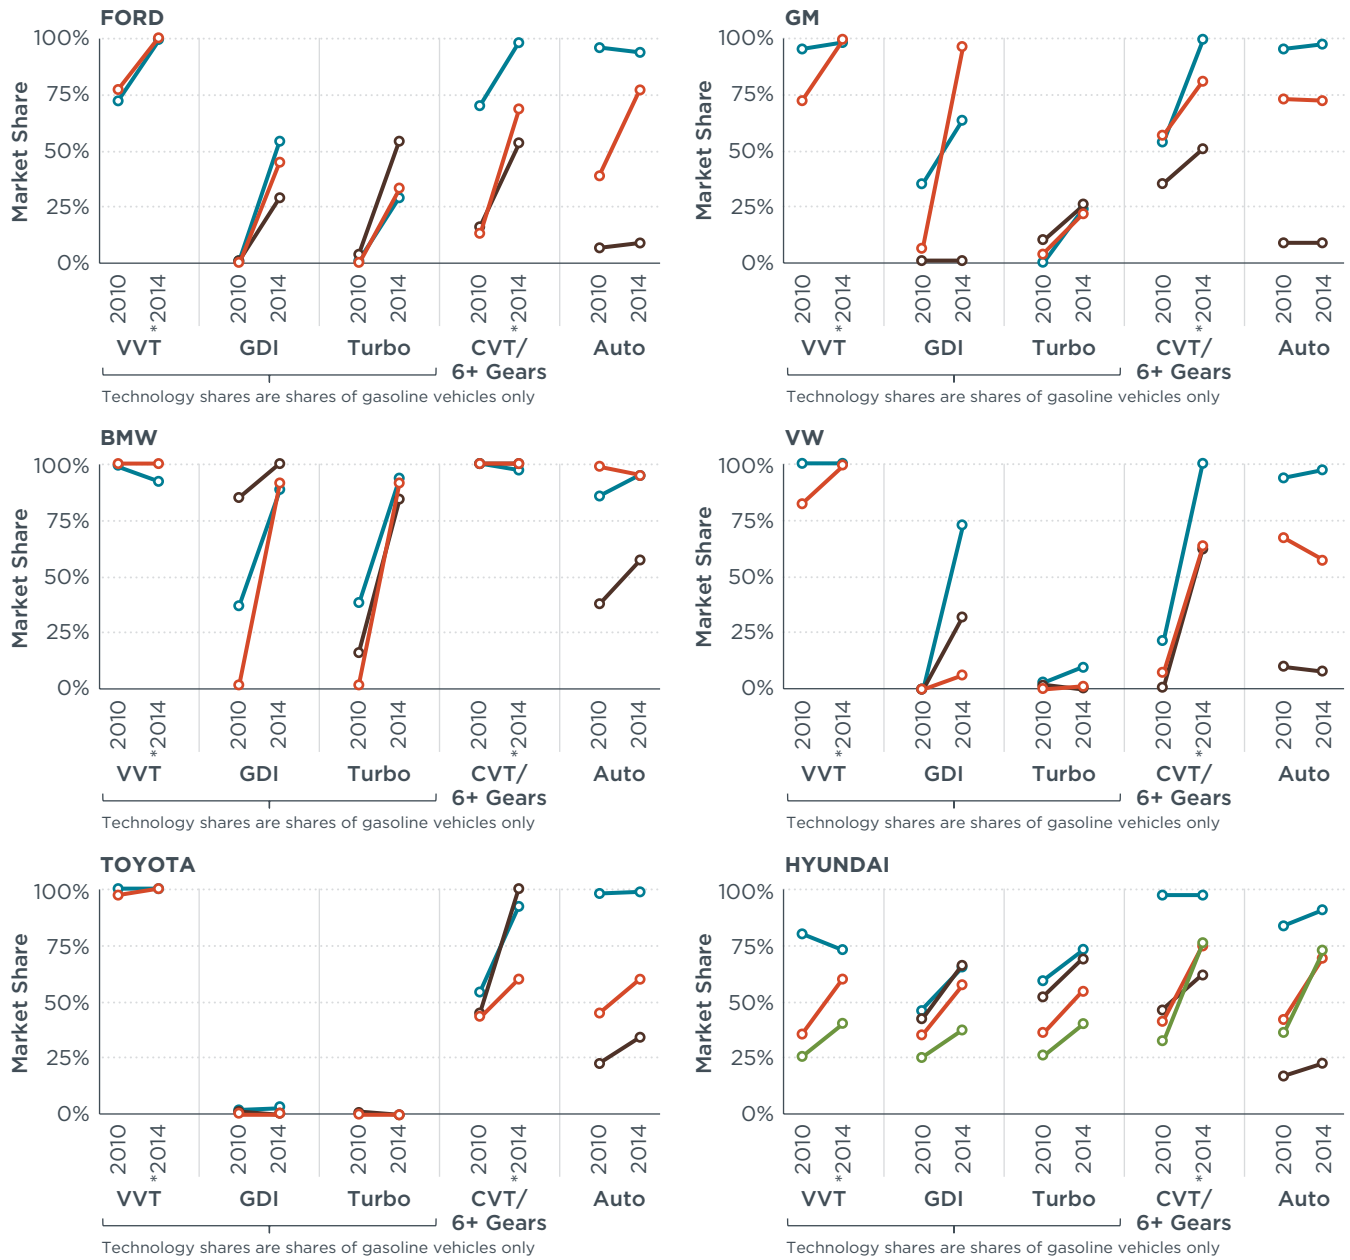 FORD
100%
75%
50%
25%
0%
Market Share
2010
*2014
2010
2014
2010
2014
2010
*2014
2010
2014
VVT
GDI
Turbo
CVT/
6+ Gears
Auto
Technology shares are shares of gasoline vehicles only
GM
100%
75%
50%
25%
0%
Market Share
2010
*2014
2010
2014
2010
2014
2010
*2014
2010
2014
VVT
GDI
Turbo
CVT/
6+ Gears
Auto
Technology shares are shares of gasoline vehicles only
BMW
100%
75%
50%
25%
0%
Market Share
2010
*2014
2010
2014
2010
2014
2010
*2014
2010
2014
VVT
GDI
Turbo
CVT/
6+ Gears
Auto
Technology shares are shares of gasoline vehicles only
VW
100%
75%
50%
25%
0%
Market Share
2010
*2014
2010
2014
2010
2014
2010
*2014
2010
2014
VVT
GDI
Turbo
CVT/
6+ Gears
Auto
Technology shares are shares of gasoline vehicles only
TOYOTA
100%
75%
50%
25%
0%
Market Share
2010
*2014
2010
2014
2010
2014
2010
*2014
2010
2014
VVT
GDI
Turbo
CVT/
6+ Gears
Auto
Technology shares are shares of gasoline vehicles only
HYUNDAI
100%
75%
50%
25%
0%
Market Share
2010
*2014
2010
2014
2010
2014
2010
*2014
2010
2014
VVT
GDI
Turbo
CVT/
6+ Gears
Auto
Technology shares are shares of gasoline vehicles only